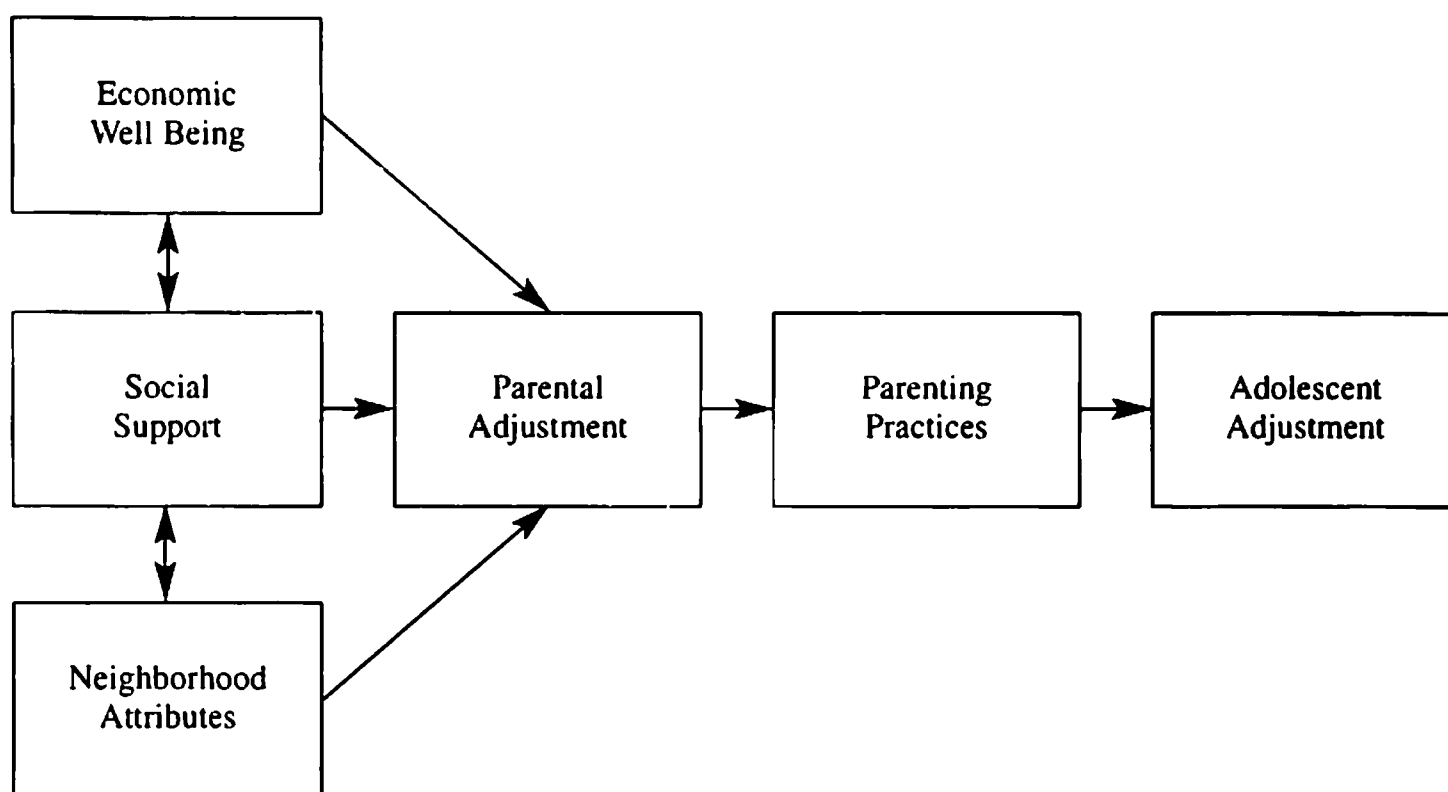 Economic
Well Being
Social
Support
Parental
Adjustment
Parenting
Practices
Adolescent
Adjustment
Neighborhood
Attributes